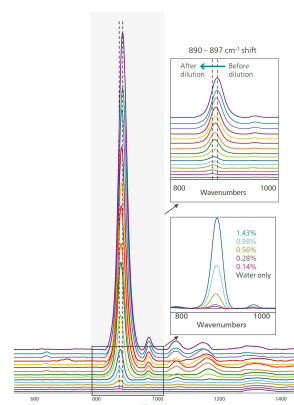 890 – 897 cm⁻¹ shift
After Before
dilution dilution
800 1000
Wavenumbers
1.43%
0.98%
0.56%
0.28%
0.14%
Water only
800 1000
Wavenumbers
600 800 1000 1200 1400